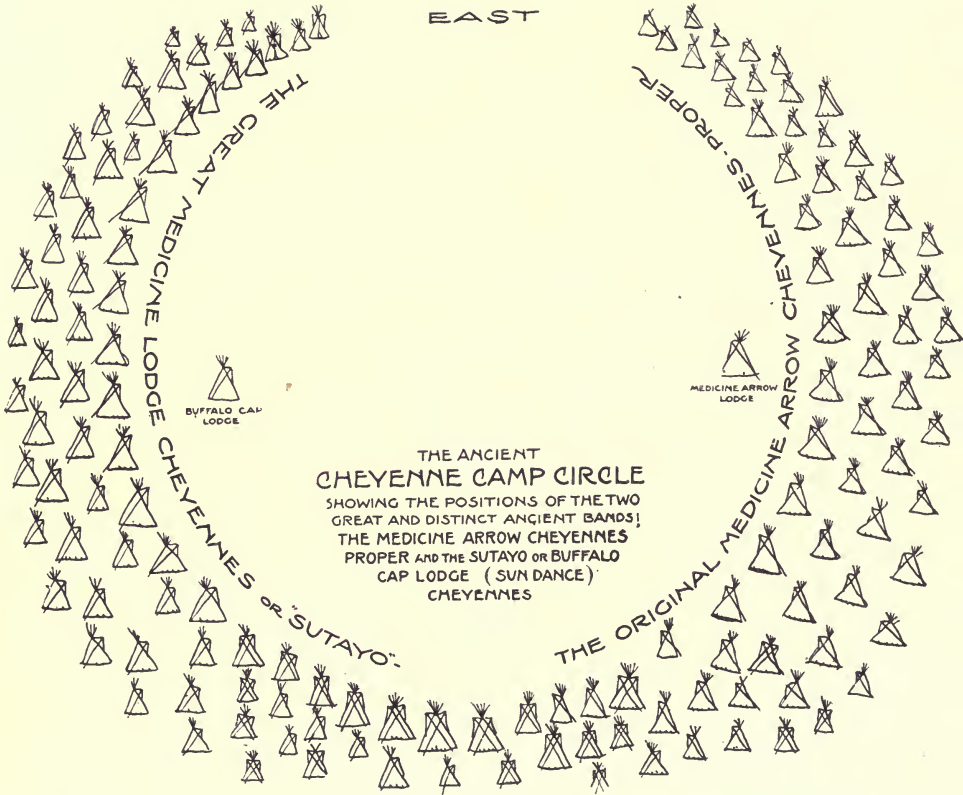 EAST
THE GREAT MEDICINE LODGE CHEYENNES OR "SUTAYO"-
THE ORIGINAL MEDICINE ARROW CHEYENNES-PROPER
BUFFALO CAP
LODGE
MEDICINE ARROW
LODGE
THE ANCIENT
CHEYENNE CAMP CIRCLE
SHOWING THE POSITIONS OF THE TWO
GREAT AND DISTINCT ANCIENT BANDS!
THE MEDICINE ARROW CHEYENNES
PROPER AND THE SUTAYO OR BUFFALO
CAP LODGE (SUN DANCE)
CHEYENNES